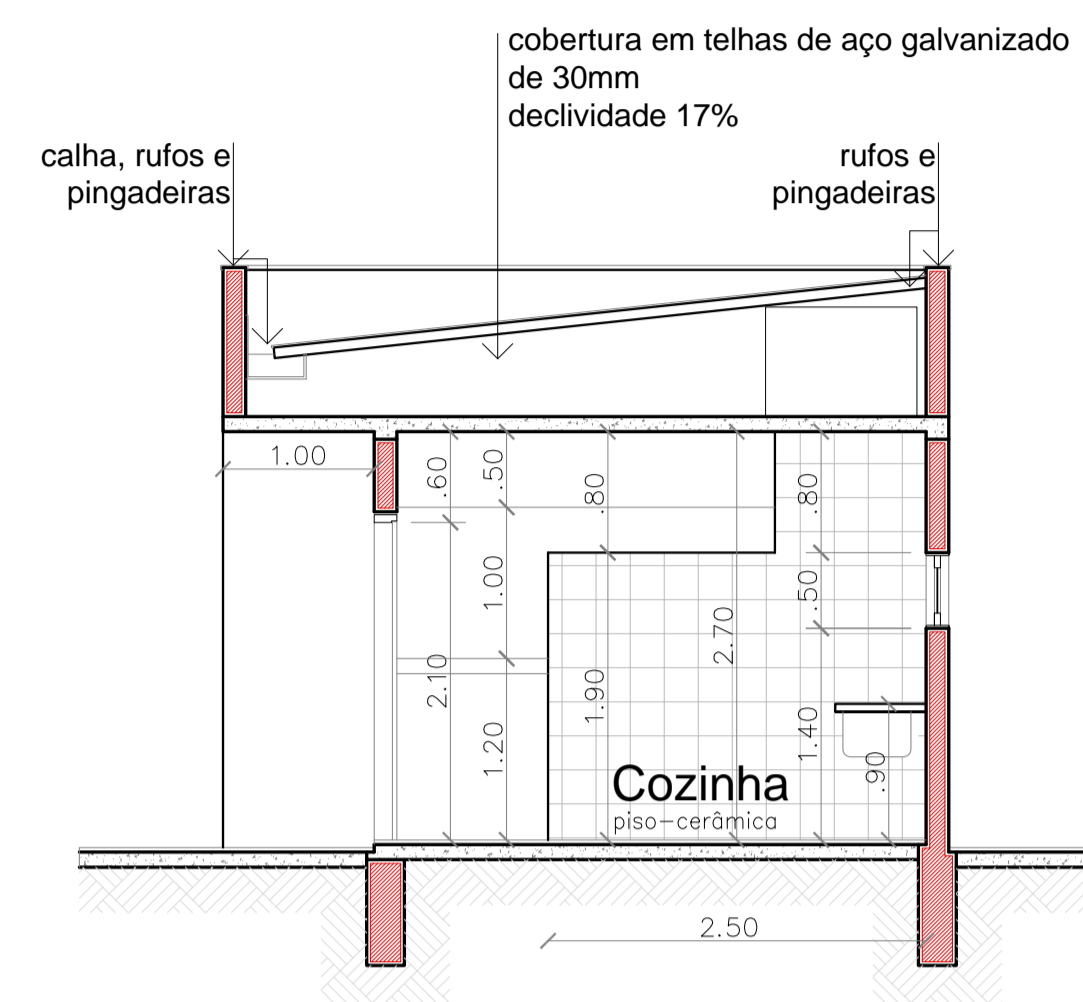 cobertura em telhas de aço galvanizado
de 30mm
declividade 17%
calha, rufos e
pingadeiras
rufos e
pingadeiras
1.00
.60
.50
.80
.80
1.00
.50
2.10
2.70
1.90
1.20
1.40
.90
Cozinha
piso-cerâmica
2.50